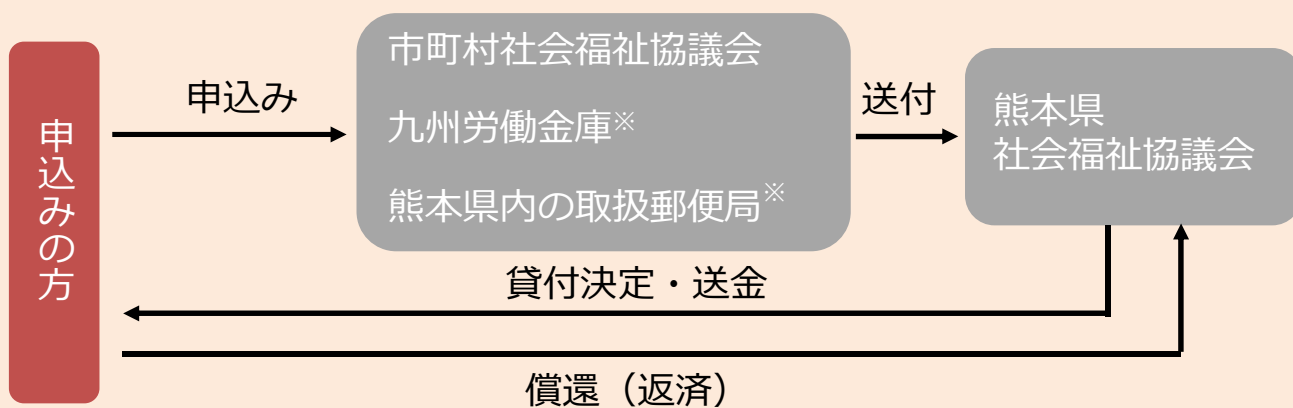 申込みの方
申込み
市町村社会福祉協議会
九州労働金庫※
熊本県内の取扱郵便局※
送付
熊本県
社会福祉協議会
貸付決定・送金
償還（返済）